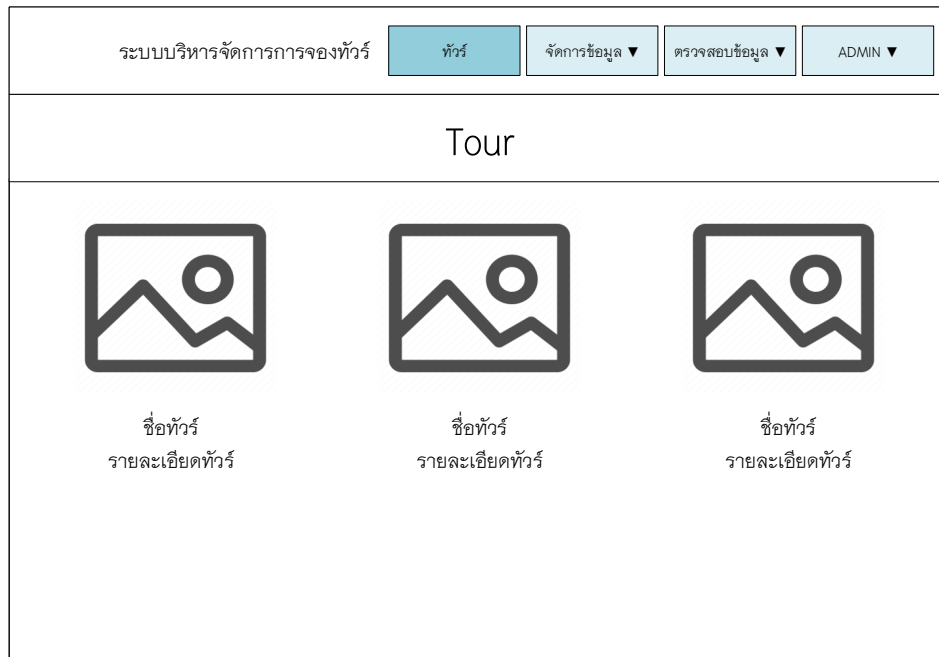 ระบบบริหารจัดการการจองทัวร์ ทัวร์ จัดการข้อมูล ▼ ตรวจสอบข้อมูล ▼ ADMIN ▼
Tour
ชื่อทัวร์ ชื่อทัวร์ ชื่อทัวร์
รายละเอียดทัวร์ รายละเอียดทัวร์ รายละเอียดทัวร์